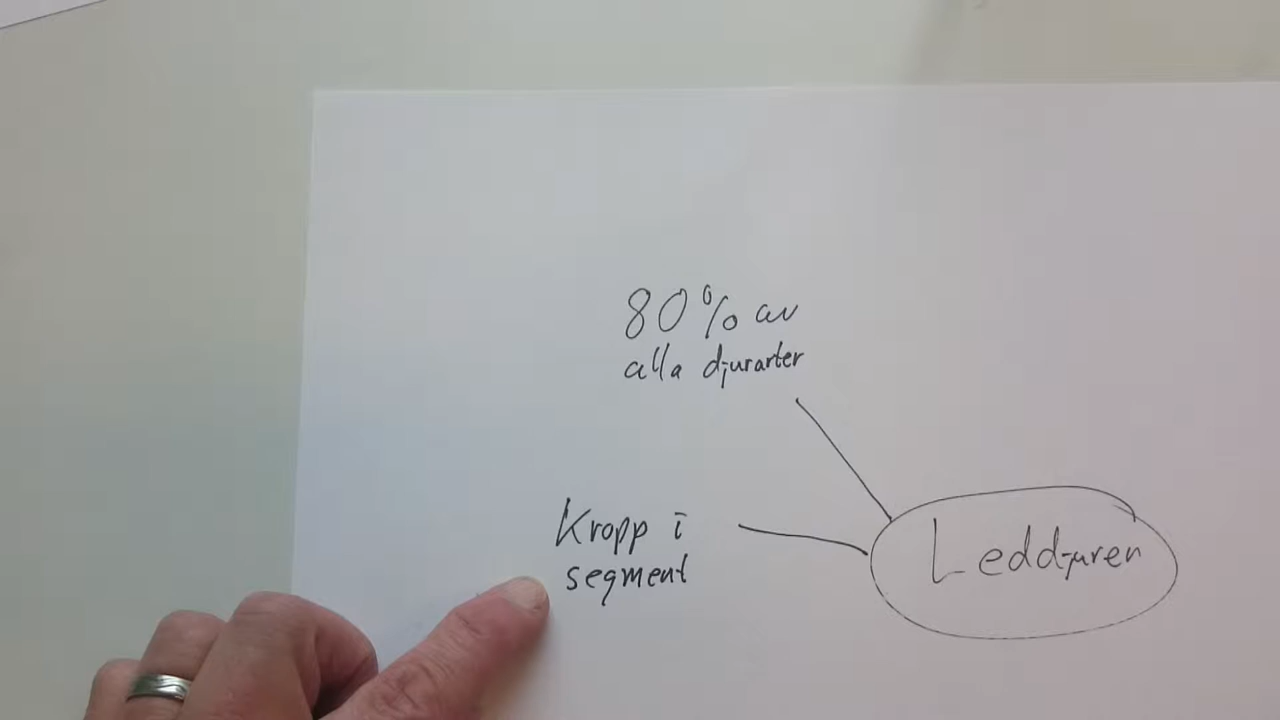 80% av
alla djurarter
Kropp i
segment
Leddjuren